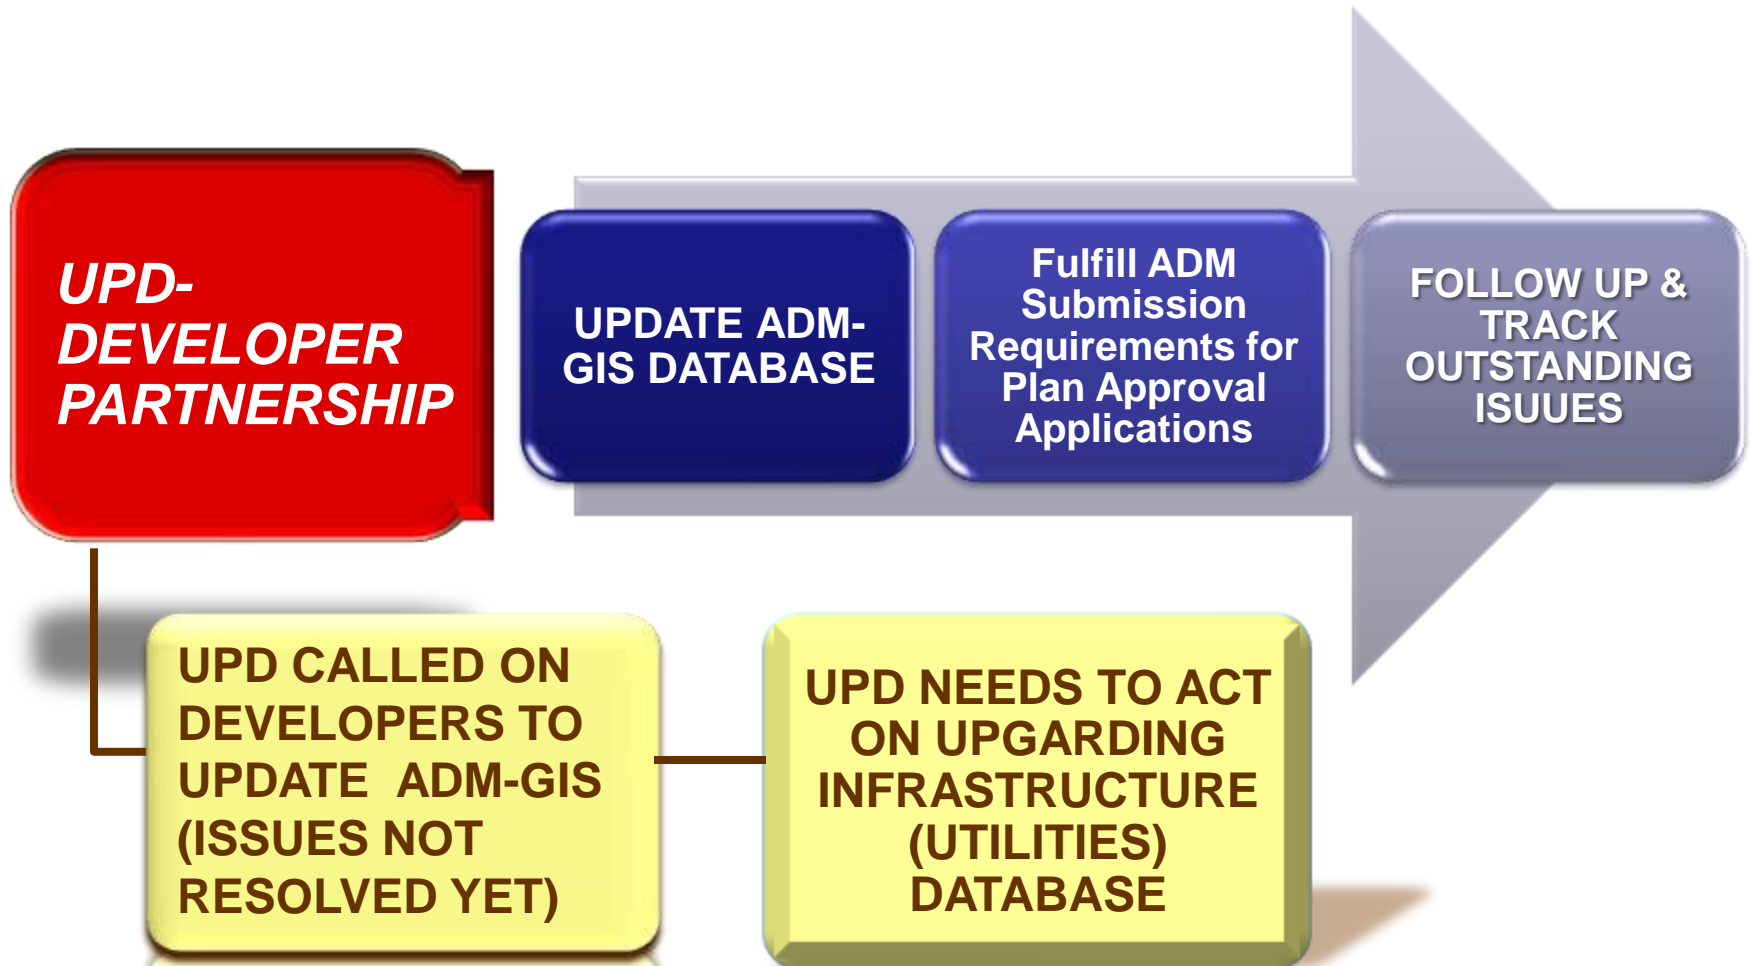 UPD-
DEVELOPER
PARTNERSHIP
UPDATE ADM-
GIS DATABASE
Fulfill ADM
Submission
Requirements for
Plan Approval
Applications
FOLLOW UP &
TRACK
OUTSTANDING
ISUUES
UPD CALLED ON
DEVELOPERS TO
UPDATE ADM-GIS
(ISSUES NOT
RESOLVED YET)
UPD NEEDS TO ACT
ON UPGARDING
INFRASTRUCTURE
(UTILITIES)
DATABASE